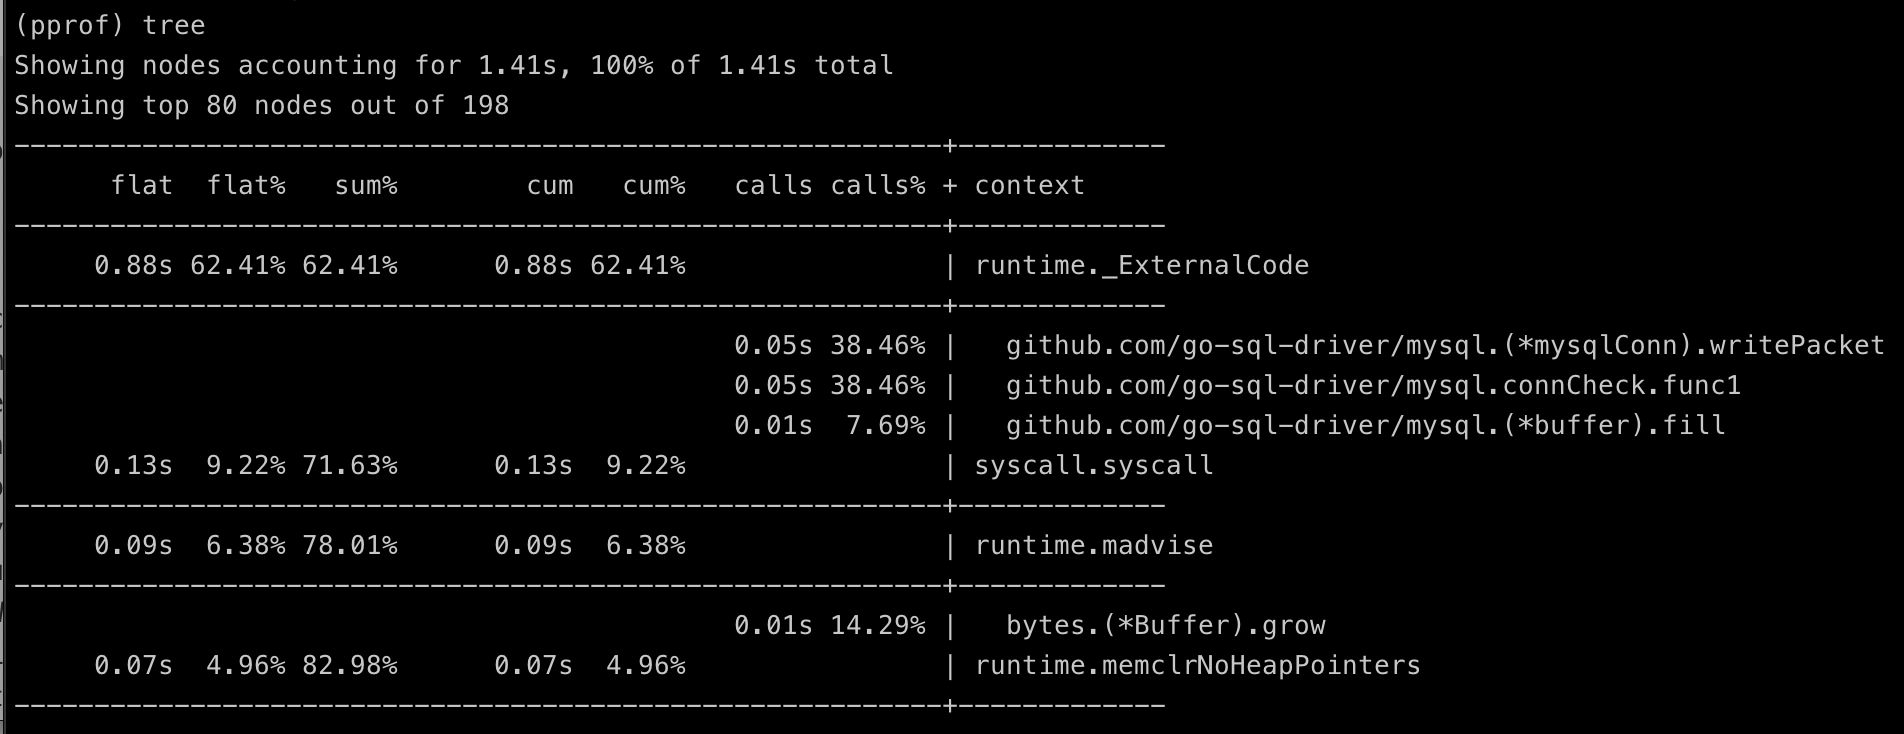 (pprof) tree
Showing nodes accounting for 1.41s, 100% of 1.41s total
Showing top 80 nodes out of 198
----------------------------------------------------------+-------------
      flat  flat%   sum%        cum   cum%   calls calls% + context
----------------------------------------------------------+-------------
     0.88s 62.41% 62.41%      0.88s 62.41%                | runtime._ExternalCode
----------------------------------------------------------+-------------
                                             0.05s 38.46% |   github.com/go-sql-driver/mysql.(*mysqlConn).writePacket
                                             0.05s 38.46% |   github.com/go-sql-driver/mysql.connCheck.func1
                                             0.01s  7.69% |   github.com/go-sql-driver/mysql.(*buffer).fill
     0.13s  9.22% 71.63%      0.13s  9.22%                | syscall.syscall
----------------------------------------------------------+-------------
     0.09s  6.38% 78.01%      0.09s  6.38%                | runtime.madvise
----------------------------------------------------------+-------------
                                             0.01s 14.29% |   bytes.(*Buffer).grow
     0.07s  4.96% 82.98%      0.07s  4.96%                | runtime.memclrNoHeapPointers
----------------------------------------------------------+-------------